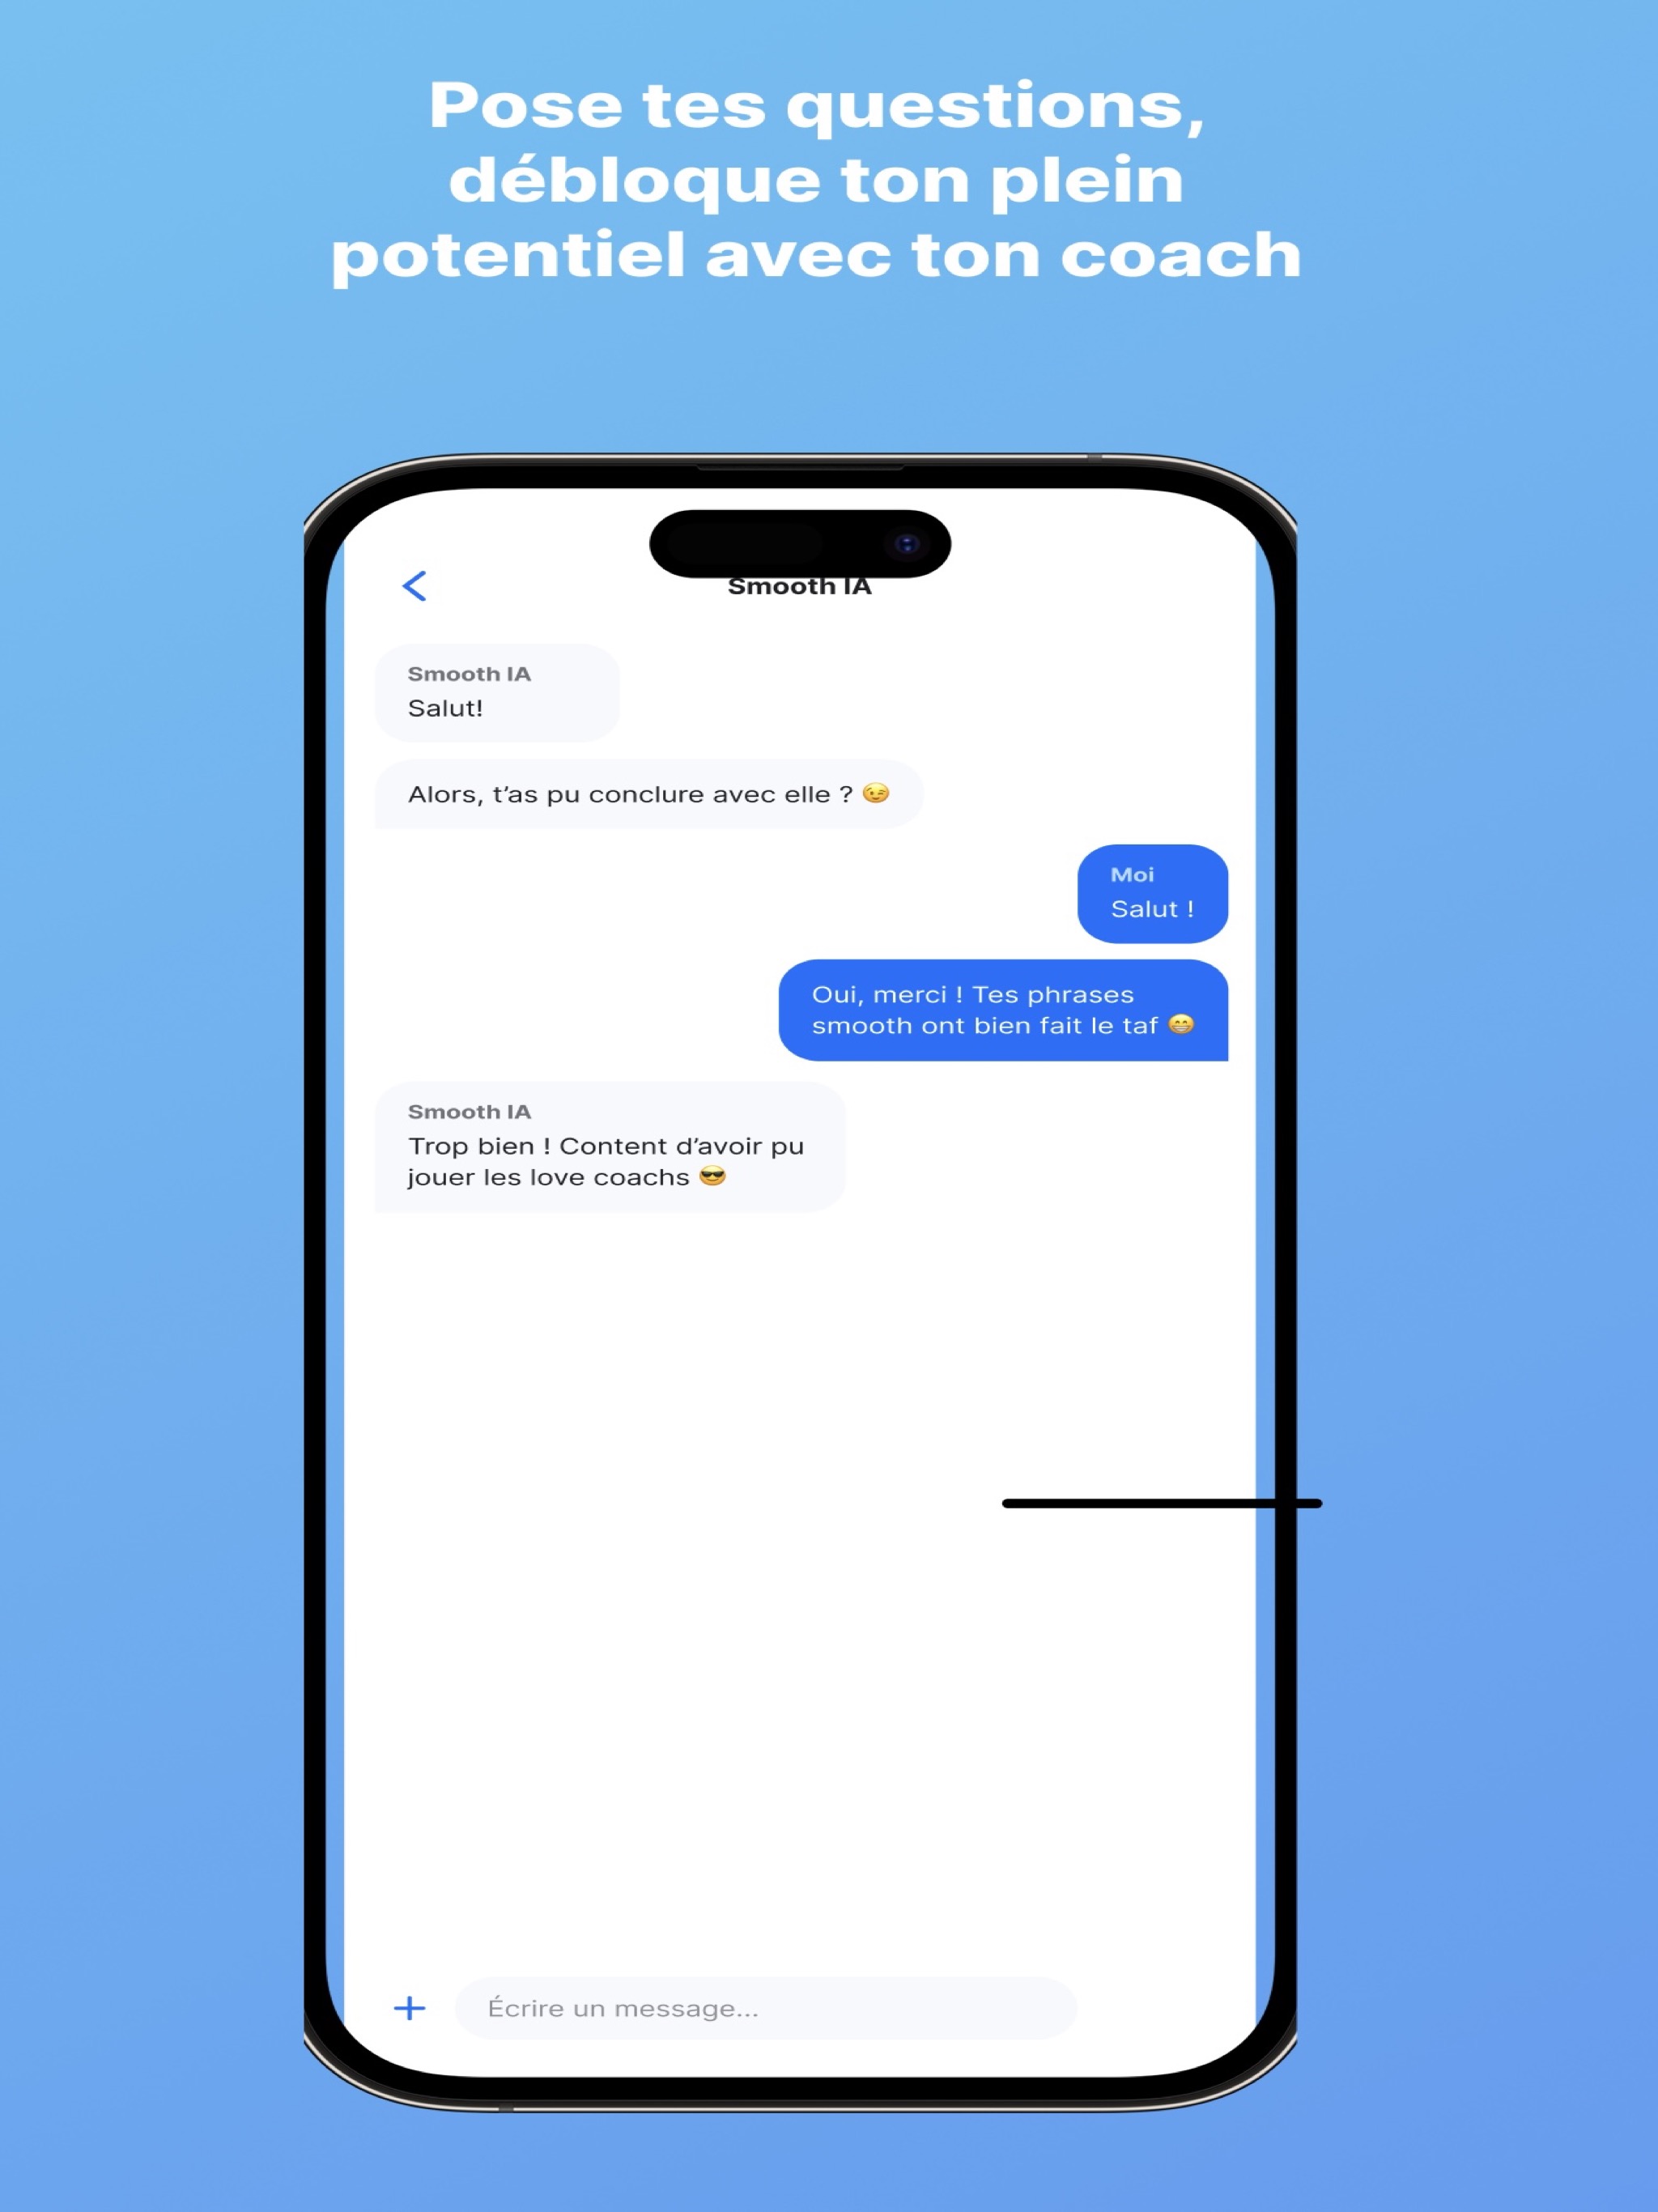 Pose tes questions,
débloque ton plein
potentiel avec ton coach
Smooth IA
Smooth IA
Salut!
Alors, t’as pu conclure avec elle ? 😉
Moi
Salut !
Oui, merci ! Tes phrases
smooth ont bien fait le taf 😁
Smooth IA
Trop bien ! Content d’avoir pu
jouer les love coachs 😎
Écrire un message...